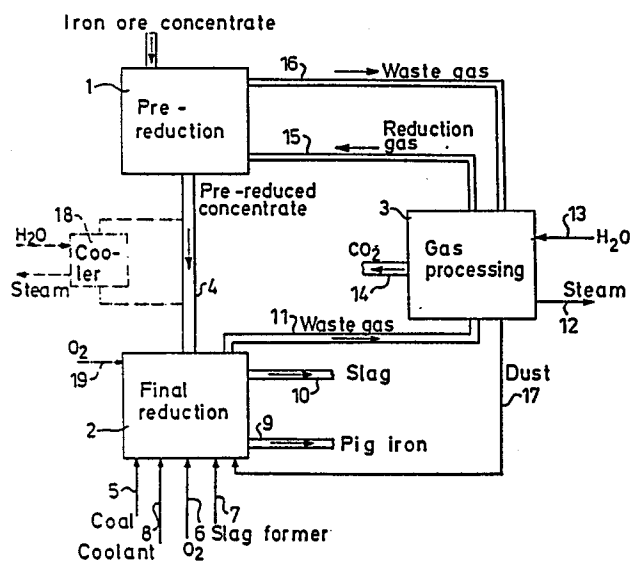 Iron ore concentrate
16
Waste gas
1
Pre-
reduction
15
Reduction
gas
Pre-reduced
concentrate
18
H2O
Coo-
ler
Steam
4
3
CO2
14
Gas
processing
13
H2O
Steam
12
11
Waste gas
O2
19
Final
reduction
2
Slag
10
9
Pig iron
Dust
17
5
Coal
8
Coolant
6
O2
7
Slag former